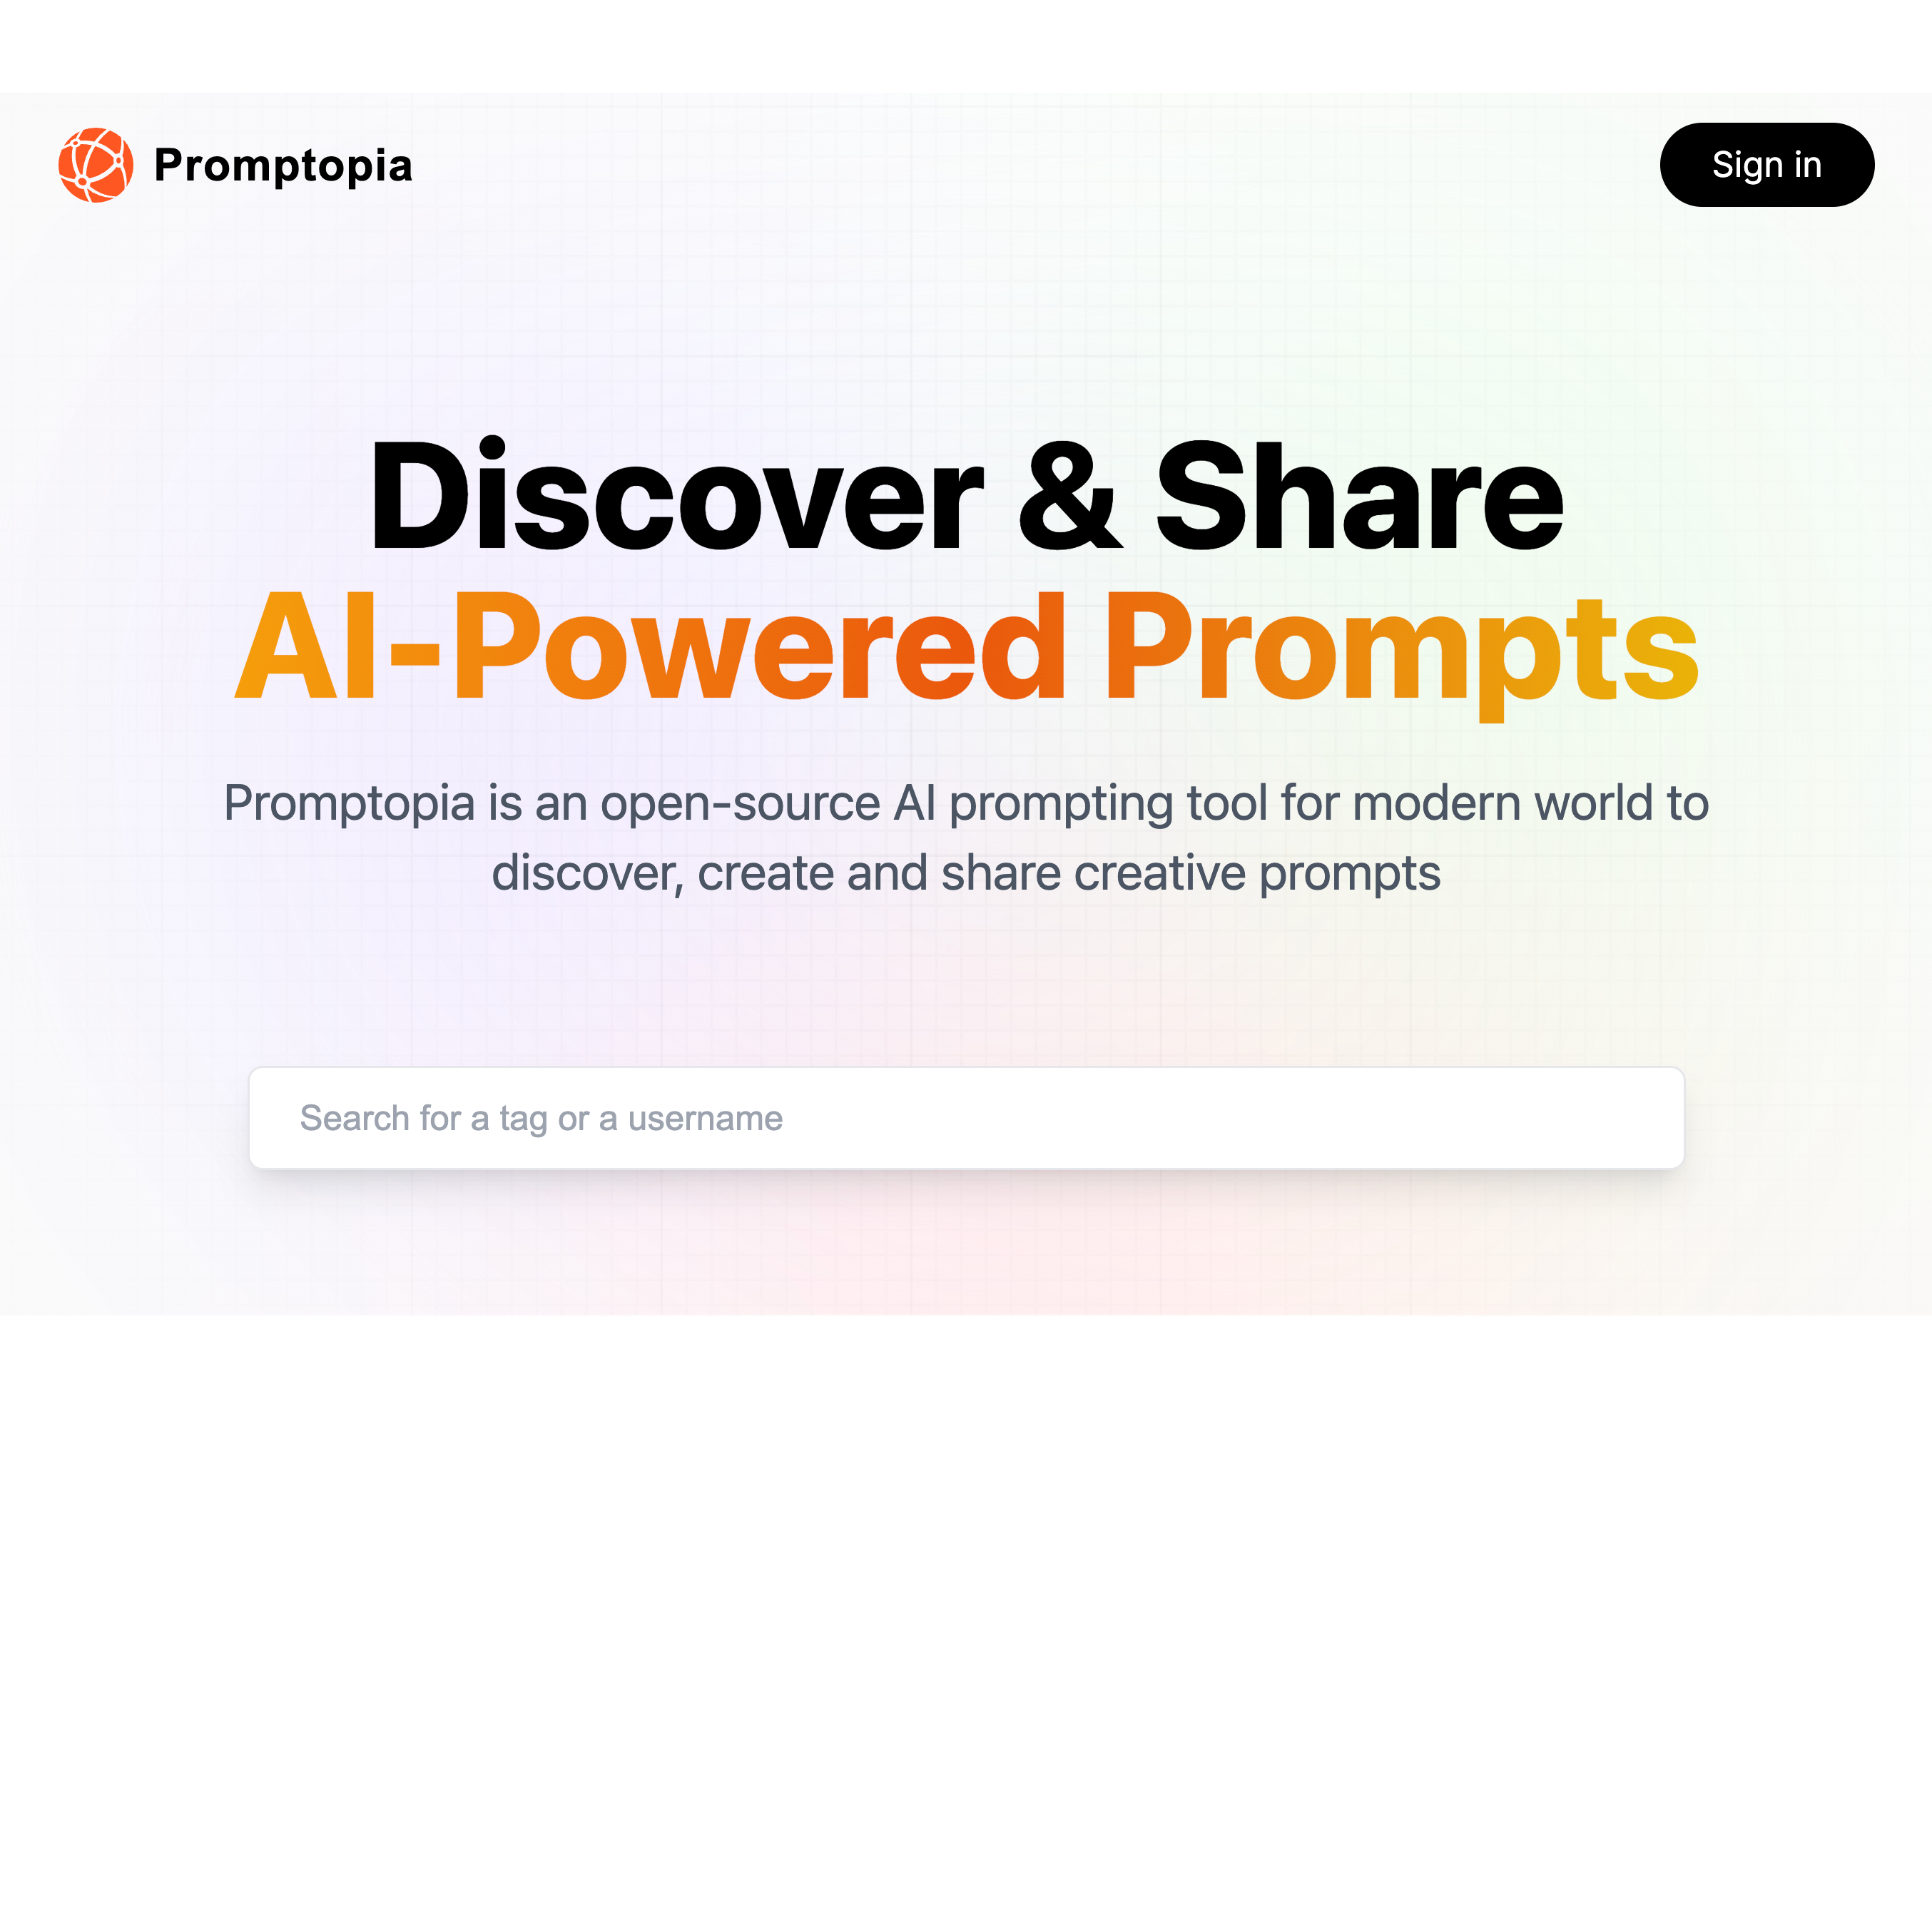 Promptopia
Sign in
Discover & Share
AI-Powered Prompts
Promptopia is an open-source AI prompting tool for modern world to
discover, create and share creative prompts
Search for a tag or a username